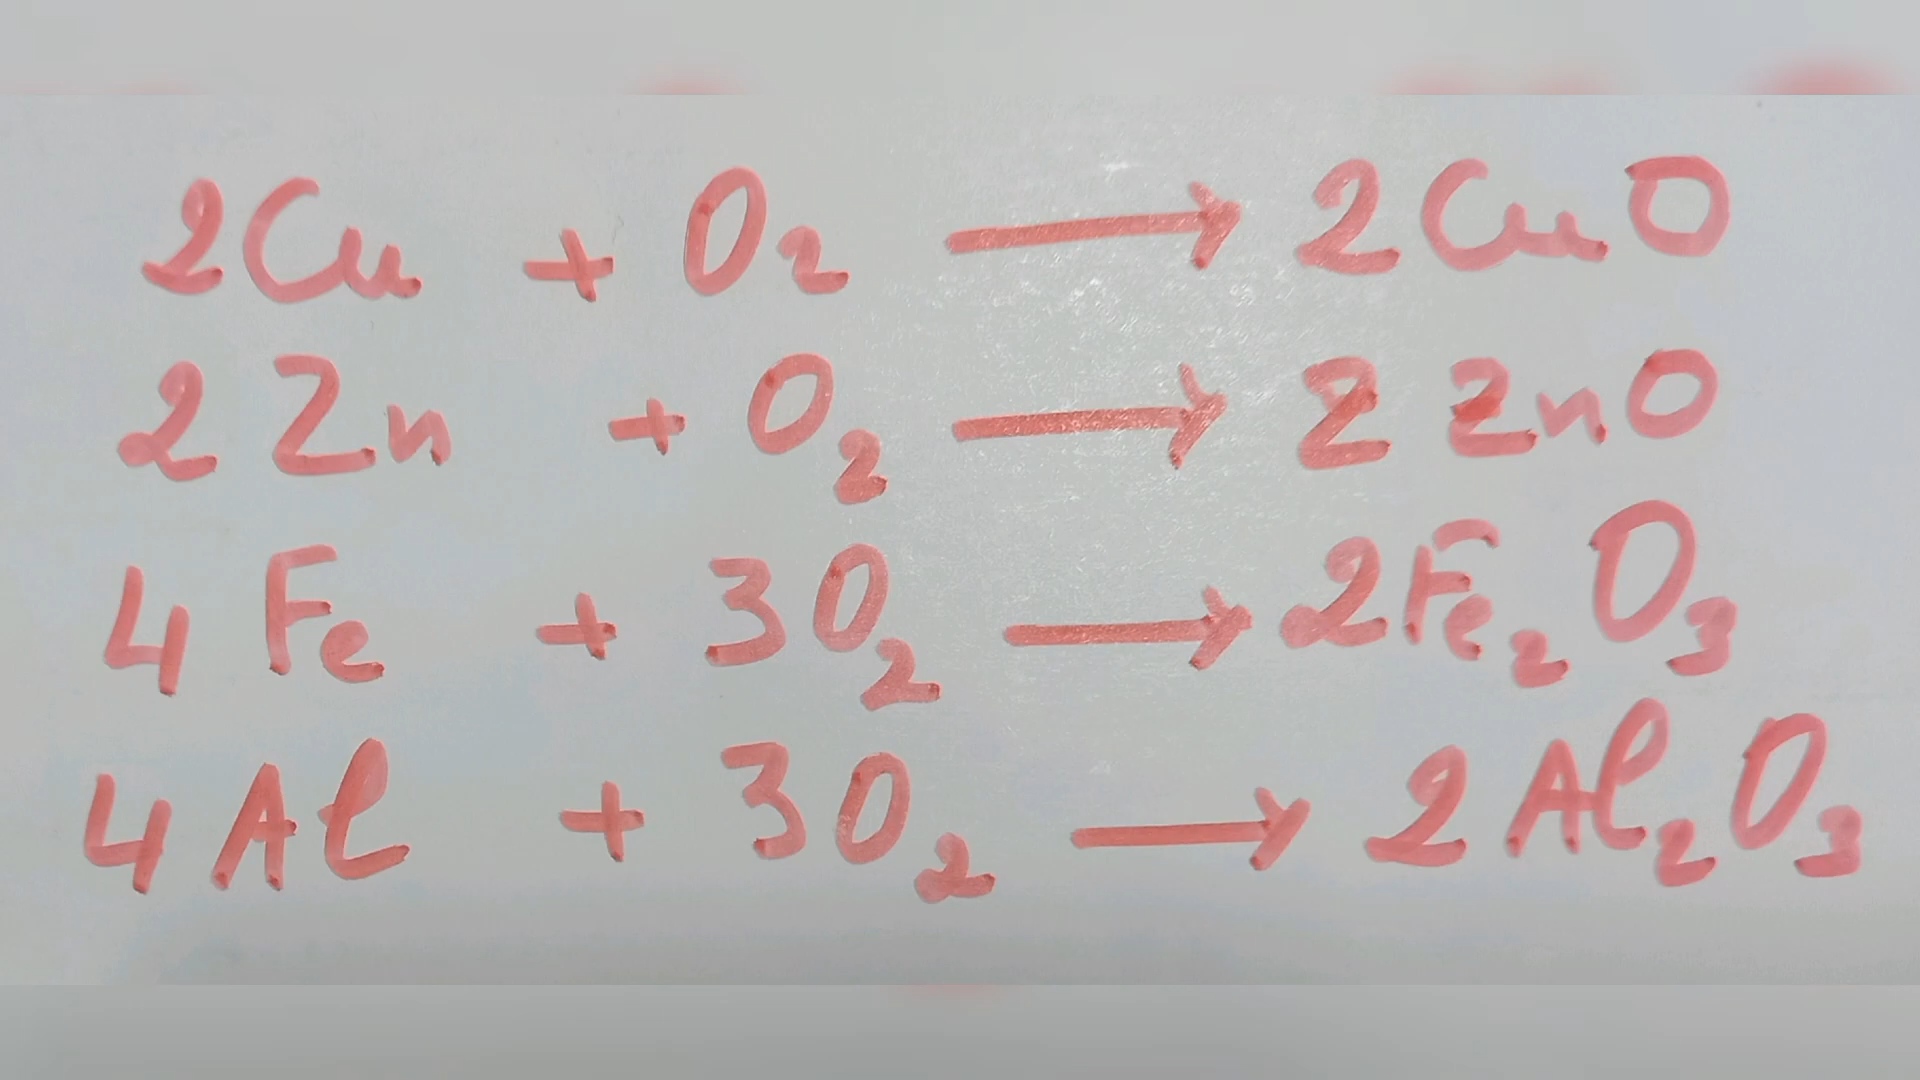 2Cu + O₂ → 2CuO
2Zn + O₂ → 2ZnO
4Fe + 3O₂ → 2Fe₂O₃
4Al + 3O₂ → 2Al₂O₃